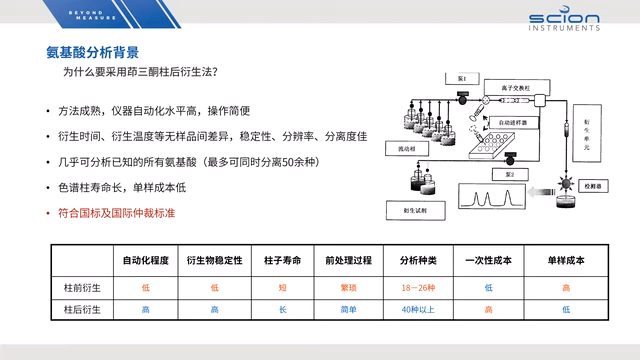 BEYOND
MEASURE
scion
INSTRUMENTS
氨基酸分析背景
为什么要采用茚三酮柱后衍生法？
• 方法成熟，仪器自动化水平高，操作简便
• 衍生时间、衍生温度等无样品间差异，稳定性、分辨率、分离度佳
• 几乎可分析已知的所有氨基酸（最多可同时分离50余种）
• 色谱柱寿命长，单样成本低
• 符合国标及国际仲裁标准
泵1
离子交换柱
自动进样器
衍生单元
流动相
泵2
检测器
衍生试剂
自动化程度 衍生物稳定性 柱子寿命 前处理过程 分析种类 一次性成本 单样成本
柱前衍生 低 低 短 繁琐 18－26种 低 高
柱后衍生 高 高 长 简单 40种以上 高 低